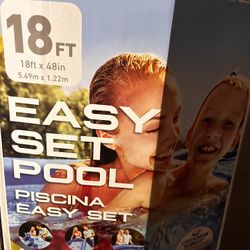 18FT
18ft x 48in
5.49m x 1.22m
EASY
SET
POOL
PISCINA
EASY SET